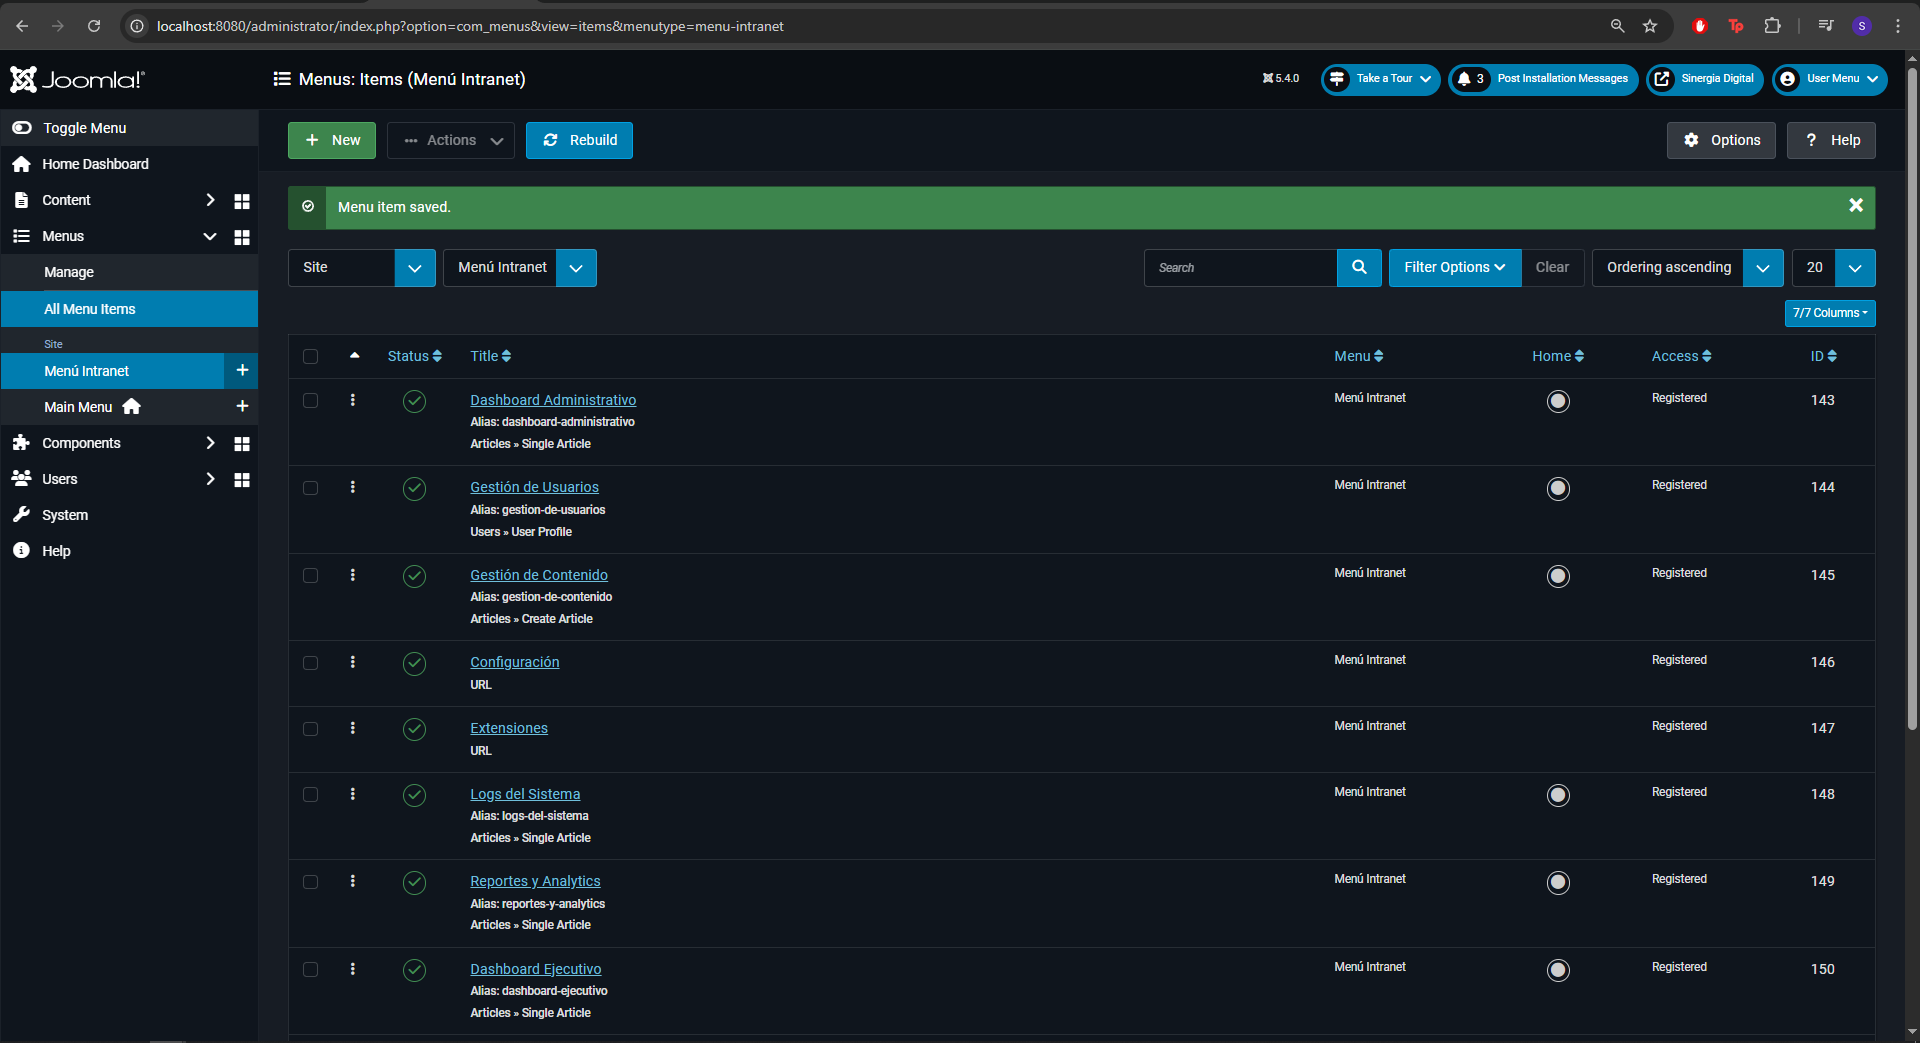 localhost:8080/administrator/index.php?option=com_menus&view=items&menutype=menu-intranet
Tp
S
Joomla!®
Menus: Items (Menú Intranet)
5.4.0
Take a Tour
3 Post Installation Messages
Sinergia Digital
User Menu
Toggle Menu
Home Dashboard
Content
Menus
Manage
All Menu Items
Site
Menú Intranet
Main Menu
Components
Users
System
Help
New
Actions
Rebuild
Options
Help
Menu item saved.
Site
Menú Intranet
Search
Filter Options
Clear
Ordering ascending
20
7/7 Columns
Status Title Menu Home Access ID
Dashboard Administrativo Menú Intranet Registered 143
Alias: dashboard-administrativo
Articles » Single Article
Gestión de Usuarios Menú Intranet Registered 144
Alias: gestion-de-usuarios
Users » User Profile
Gestión de Contenido Menú Intranet Registered 145
Alias: gestion-de-contenido
Articles » Create Article
Configuración Menú Intranet Registered 146
URL
Extensiones Menú Intranet Registered 147
URL
Logs del Sistema Menú Intranet Registered 148
Alias: logs-del-sistema
Articles » Single Article
Reportes y Analytics Menú Intranet Registered 149
Alias: reportes-y-analytics
Articles » Single Article
Dashboard Ejecutivo Menú Intranet Registered 150
Alias: dashboard-ejecutivo
Articles » Single Article